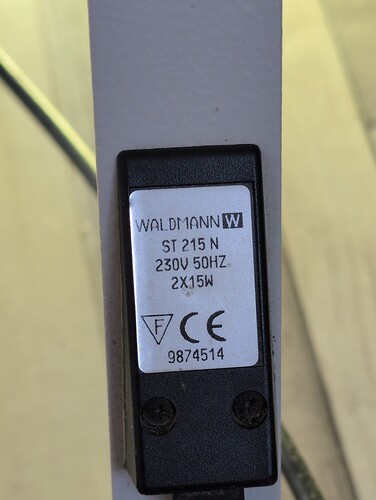 WALDMANN W
ST 215 N
230V 50HZ
2X15W
F CE
9874514